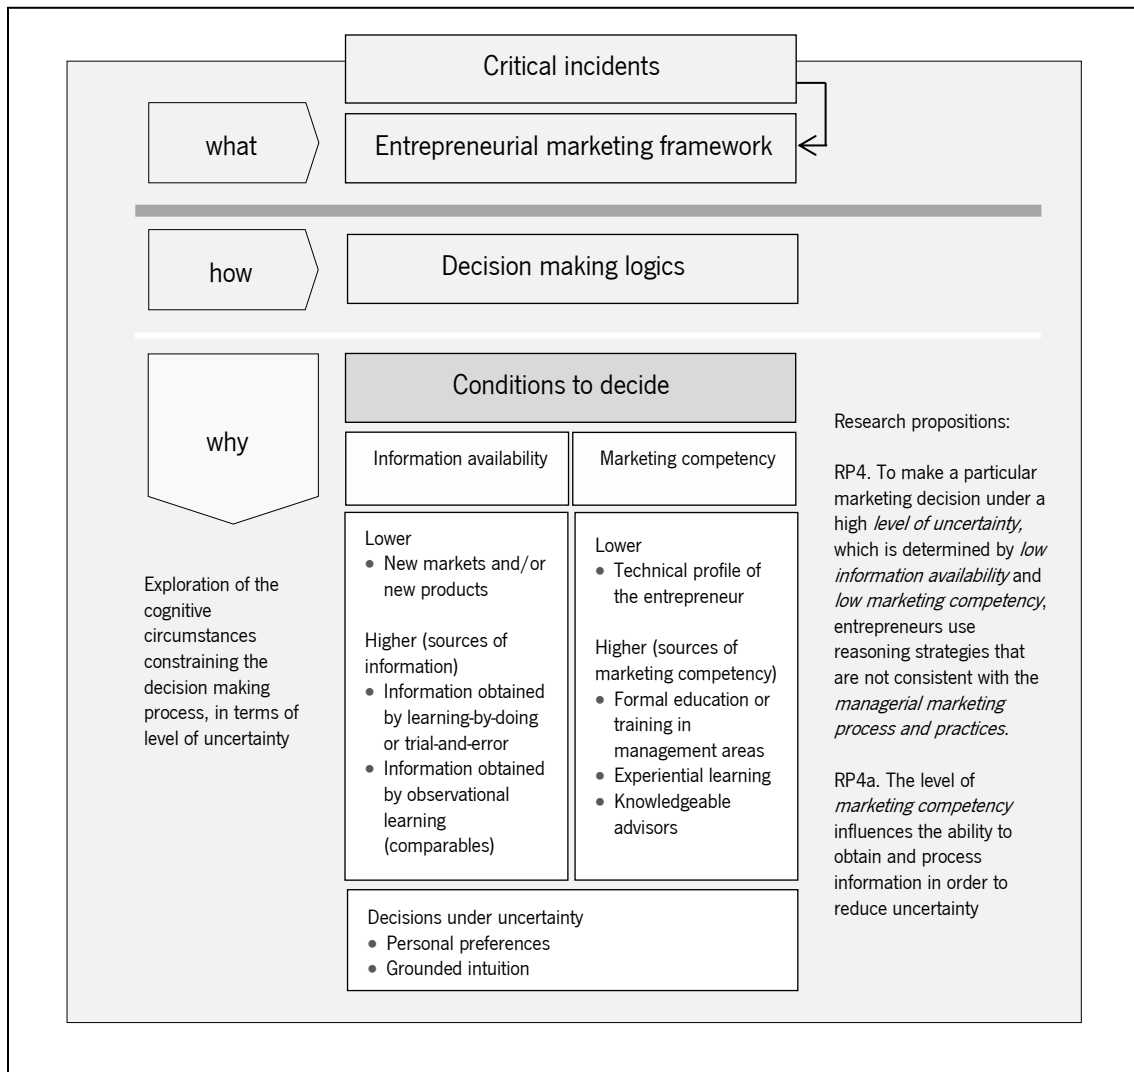 Critical incidents
what
Entrepreneurial marketing framework
how
Decision making logics
why
Conditions to decide
Information availability
Marketing competency
Lower
• New markets and/or
new products
Higher (sources of
information)
• Information obtained
by learning-by-doing
or trial-and-error
• Information obtained
by observational
learning
(comparables)
Lower
• Technical profile of
the entrepreneur
Higher (sources of
marketing competency)
• Formal education or
training in
management areas
• Experiential learning
• Knowledgeable
advisors
Decisions under uncertainty
• Personal preferences
• Grounded intuition
Exploration of the
cognitive
circumstances
constraining the
decision making
process, in terms of
level of uncertainty
Research propositions:
RP4. To make a particular
marketing decision under a
high level of uncertainty,
which is determined by low
information availability and
low marketing competency,
entrepreneurs use
reasoning strategies that
are not consistent with the
managerial marketing
process and practices.
RP4a. The level of
marketing competency
influences the ability to
obtain and process
information in order to
reduce uncertainty